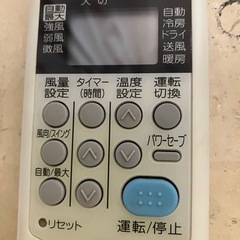 自動
最大
強風
弱風
微風
自動
冷房
ドライ
送風
暖房
風量 タイマー 温度 運転
設定 (時間) 設定 切換
風向/スイング
パワーセーブ
自動/最大
リセット
運転/停止